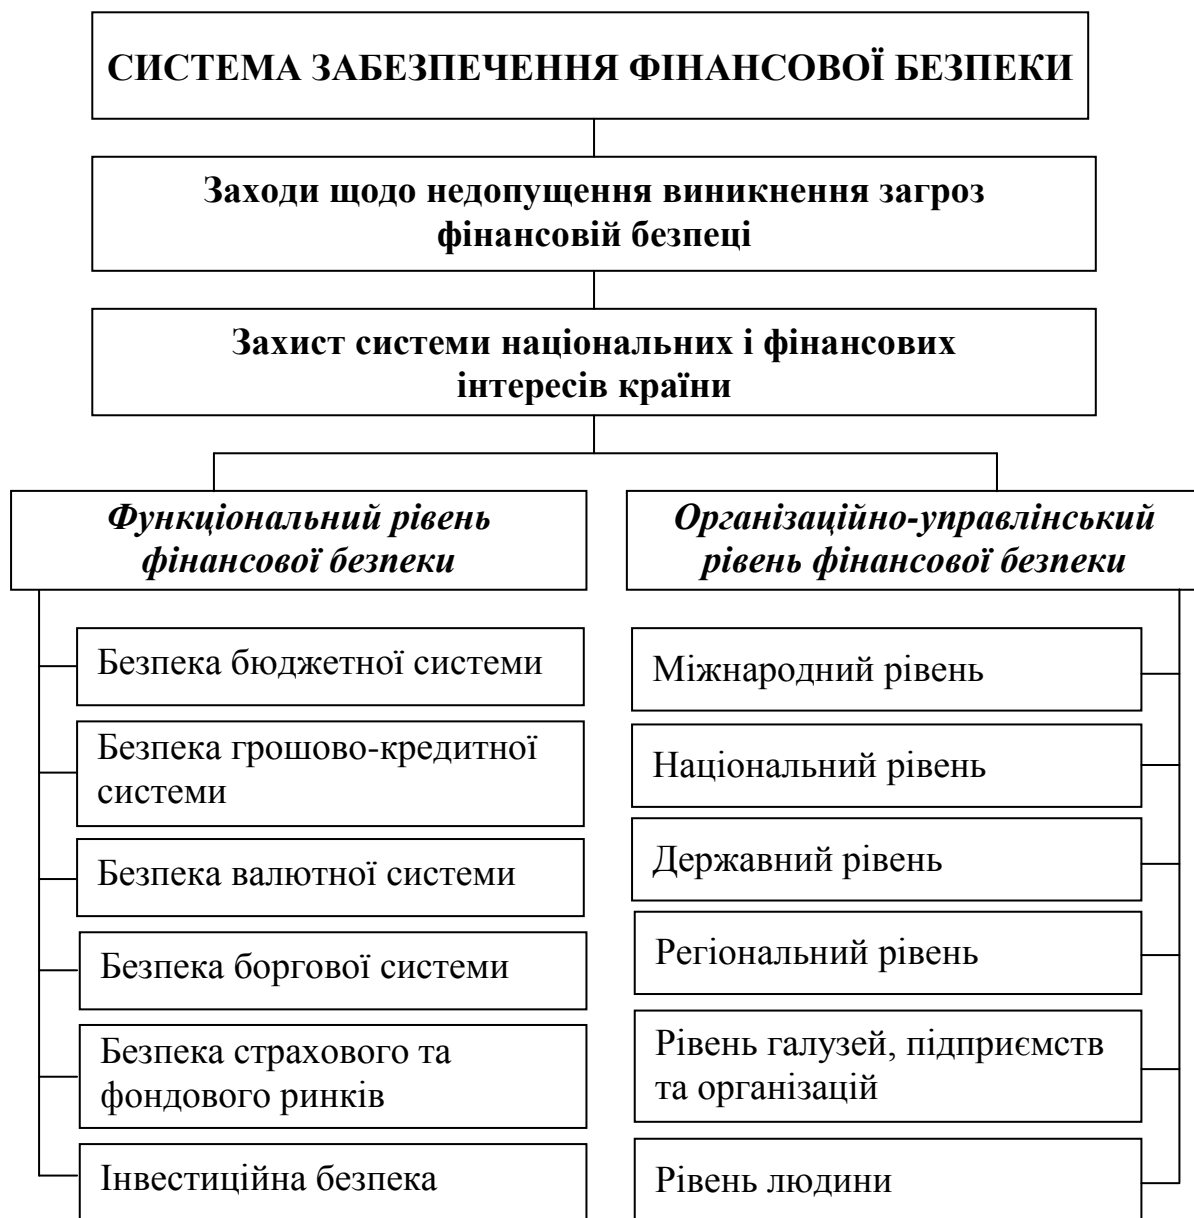 СИСТЕМА ЗАБЕЗПЕЧЕННЯ ФІНАНСОВОЇ БЕЗПЕКИ
Заходи щодо недопущення виникнення загроз
фінансовій безпеці
Захист системи національних і фінансових
інтересів країни
Функціональний рівень
фінансової безпеки
Безпека бюджетної системи
Безпека грошово-кредитної
системи
Безпека валютної системи
Безпека боргової системи
Безпека страхового та
фондового ринків
Інвестиційна безпека
Організаційно-управлінський
рівень фінансової безпеки
Міжнародний рівень
Національний рівень
Державний рівень
Регіональний рівень
Рівень галузей, підприємств
та організацій
Рівень людини